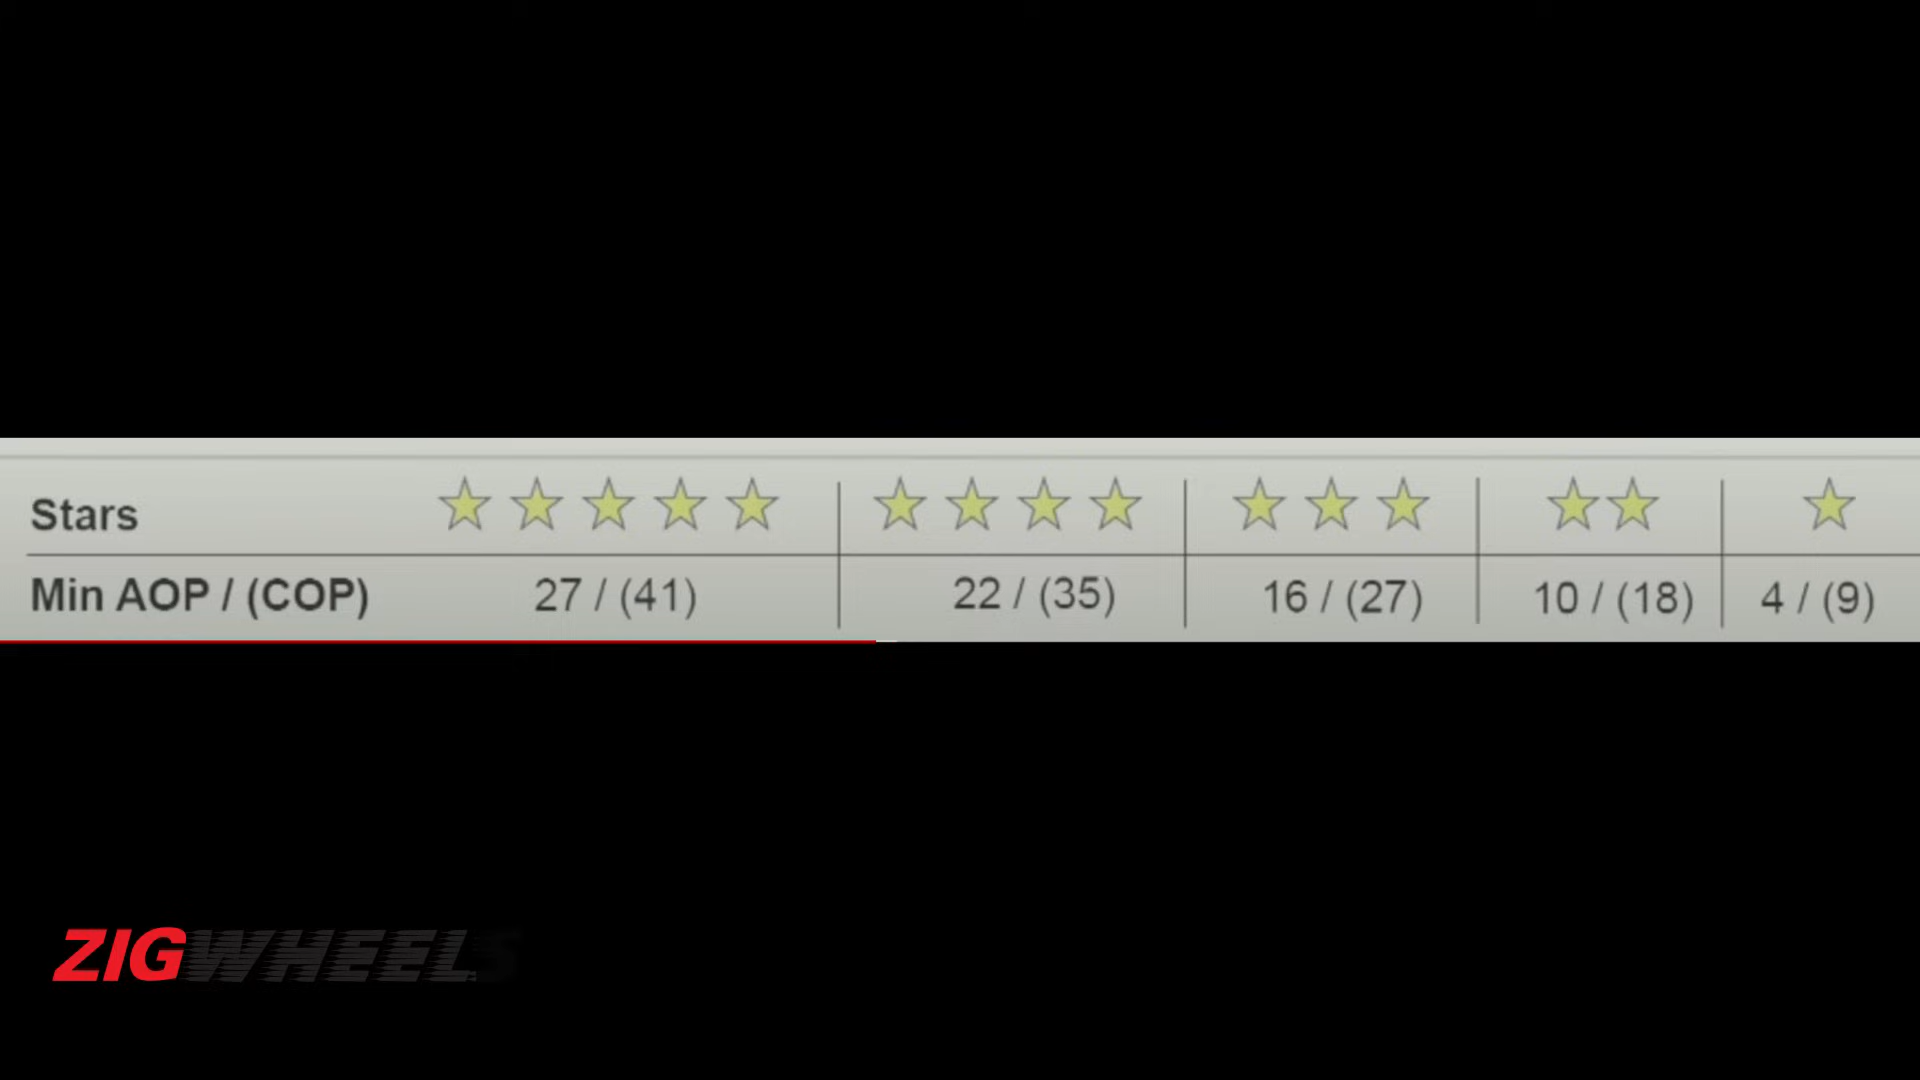 Stars
Min AOP / (COP) 27 / (41) 22 / (35) 16 / (27) 10 / (18) 4 / (9)
ZIGWHEELS